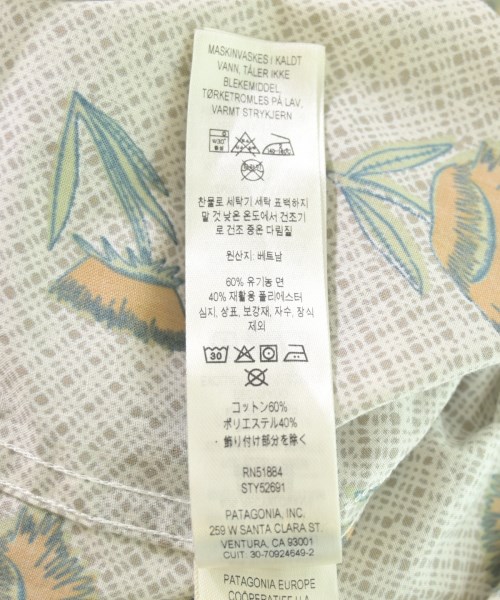 MASKINVASKES I KALDT
VANN, TÅLER IKKE
BLEKEMIDDEL,
TØRKETROMLES PÅ LAV,
VARMT STRYKJERN
찬물로 세탁기 세탁 표백하지
말 것 낮은 온도에서 건조기
로 건조 중온 다림질
원산지: 베트남
60% 유기농 면
40% 재활용 폴리에스터
심지, 상표, 보강재, 자수, 장식
제외
30
コットン60%
ポリエステル40%
・飾り付け部分を除く
RN51884
STY52691
PATAGONIA, INC.
259 W SANTA CLARA ST.
VENTURA, CA 93001
CUIT 30-70924649-2
PATAGONIA EUROPE
COÖPERATIEF U.A.